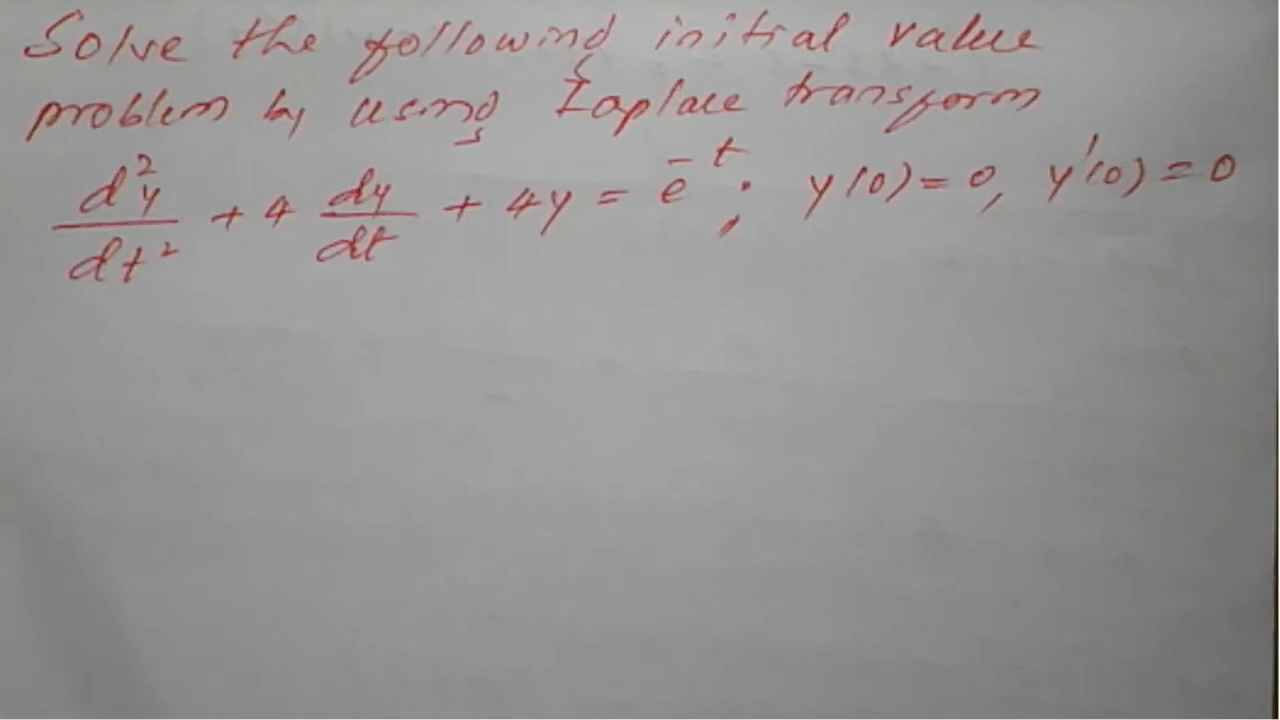 Solve the following initial value
problem by using Laplace transform
d²y/dt² + 4 dy/dt + 4y = e^-t; y(0)=0, y'(0)=0